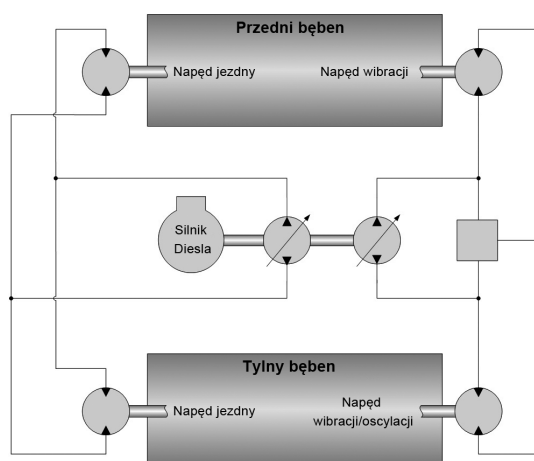 Przedni bęben
Napęd jezdny
Napęd wibracji
Silnik
Diesla
Tylny bęben
Napęd jezdny
Napęd
wibracji/oscylacji